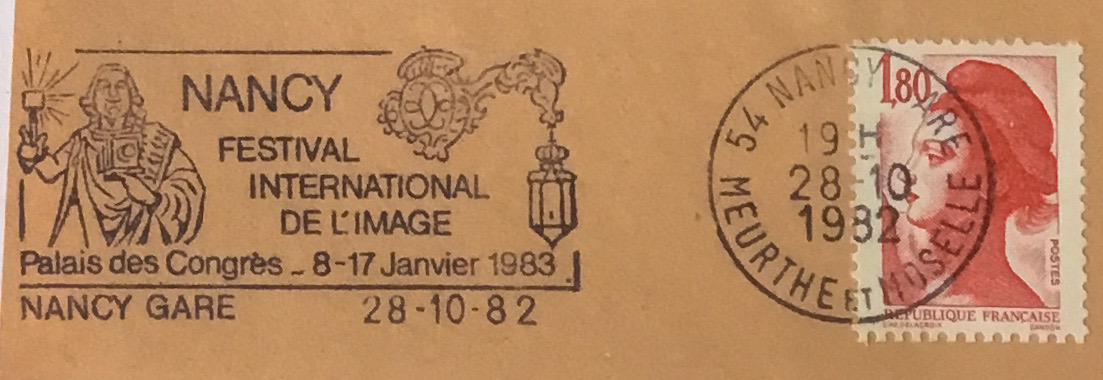 NANCY
FESTIVAL
INTERNATIONAL
DE L'IMAGE
Palais des Congrès - 8-17 Janvier 1983
NANCY GARE 28-10-82
54 NANCY GARE
19 H
28-10
1982
MEURTHE ET MOSELLE
1,80
POSTES
RÉPUBLIQUE FRANÇAISE
GANDON